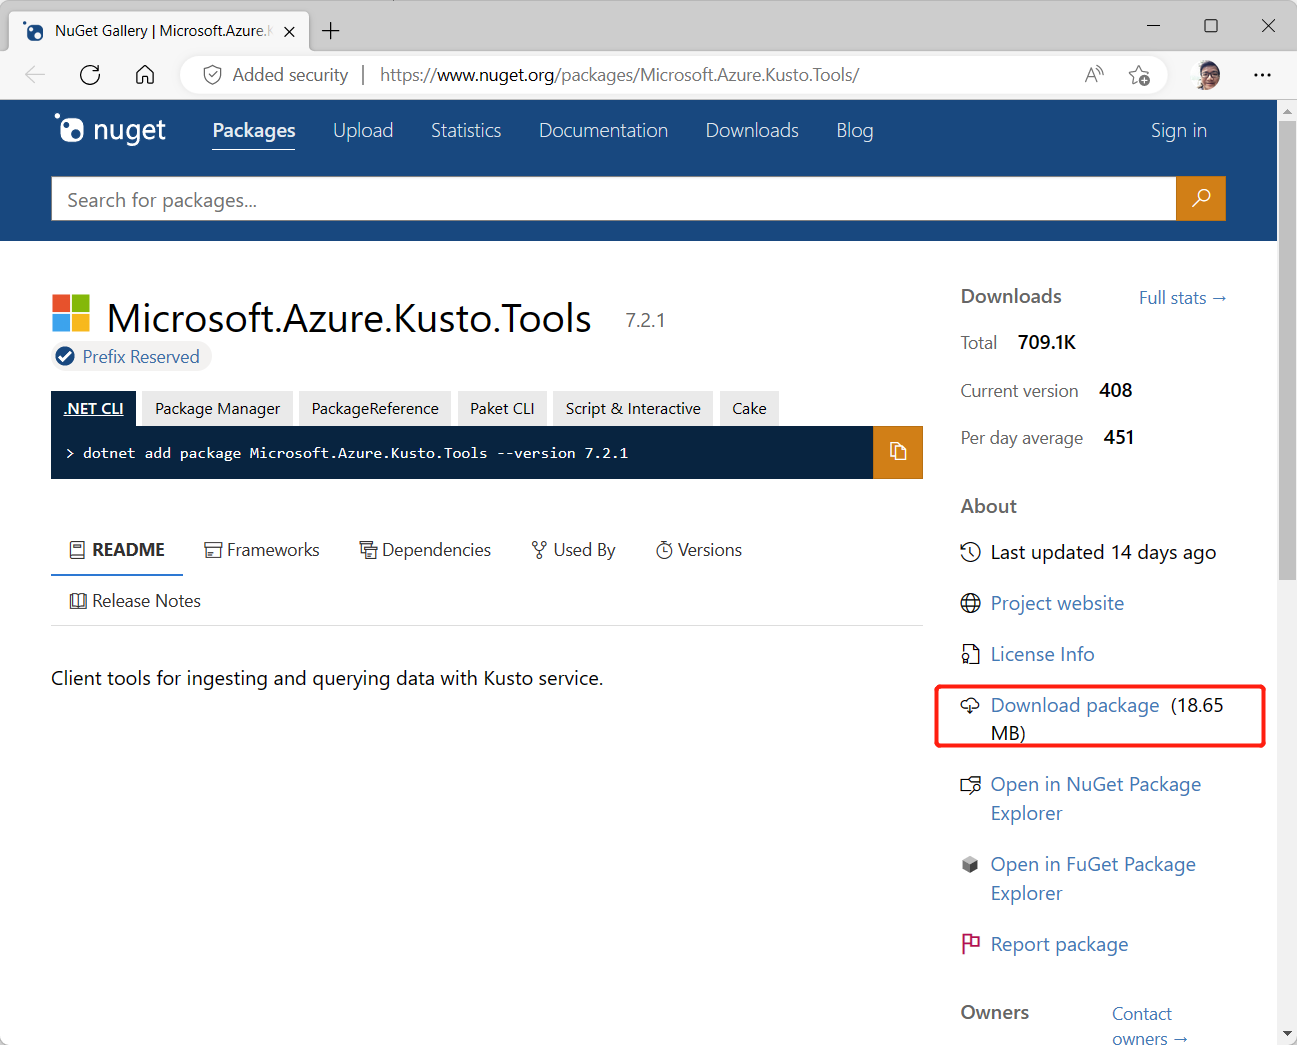 NuGet Gallery | Microsoft.Azure.K
Added security | https://www.nuget.org/packages/Microsoft.Azure.Kusto.Tools/
nuget Packages Upload Statistics Documentation Downloads Blog Sign in
Search for packages...
Microsoft.Azure.Kusto.Tools 7.2.1
Prefix Reserved
.NET CLI Package Manager PackageReference Paket CLI Script & Interactive Cake
> dotnet add package Microsoft.Azure.Kusto.Tools --version 7.2.1
README Frameworks Dependencies Used By Versions
Release Notes
Client tools for ingesting and querying data with Kusto service.
Downloads Full stats →
Total 709.1K
Current version 408
Per day average 451
About
Last updated 14 days ago
Project website
License Info
Download package (18.65
MB)
Open in NuGet Package
Explorer
Open in FuGet Package
Explorer
Report package
Owners Contact
owners →